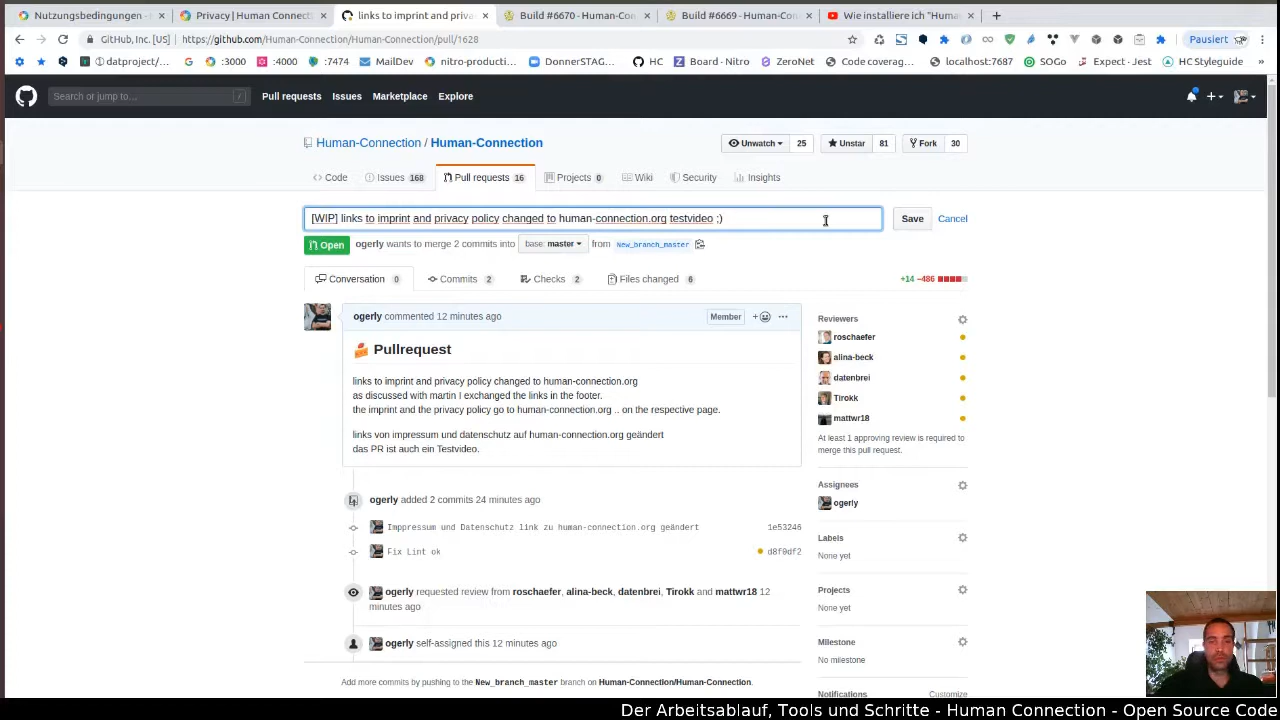 Nutzungsbedingungen -
Privacy | Human Connecti
links to imprint and priva
Build #6670 - Human-Con
Build #6669 - Human-Con
Wie installiere ich "Huma
GitHub, Inc. [US]
https://github.com/Human-Connection/Human-Connection/pull/1628
Pausiert
datproject/... :3000 :4000 :7474 MailDev nitro-producti... DonnerSTAG... HC Board · Nitro ZeroNet Code coverag... localhost:7687 SOGo Expect · Jest HC Styleguide »
Search or jump to... /
Pull requests Issues Marketplace Explore
Human-Connection / Human-Connection
Unwatch 25 Unstar 81 Fork 30
Code Issues 168 Pull requests 16 Projects 0 Wiki Security Insights
[WIP] links to imprint and privacy policy changed to human-connection.org testvideo ;)
Save Cancel
Open ogerly wants to merge 2 commits into base: master from New_branch_master
Conversation 0 Commits 2 Checks 2 Files changed 6 +14 −486
ogerly commented 12 minutes ago
Member
🍰 Pullrequest
links to imprint and privacy policy changed to human-connection.org
as discussed with martin I exchanged the links in the footer.
the imprint and the privacy policy go to human-connection.org .. on the respective page.
links von impressum und datenschutz auf human-connection.org geändert
das PR ist auch ein Testvideo.
ogerly added 2 commits 24 minutes ago
Imppressum und Datenschutz link zu human-connection.org geändert 1e53246
Fix Lint ok d8f0df2
ogerly requested review from roschaefer, alina-beck, datenbrei, Tirokk and mattwr18 12
minutes ago
ogerly self-assigned this 12 minutes ago
Add more commits by pushing to the New_branch_master branch on Human-Connection/Human-Connection.
Reviewers
roschaefer
alina-beck
datenbrei
Tirokk
mattwr18
At least 1 approving review is required to
merge this pull request.
Assignees
ogerly
Labels
None yet
Projects
None yet
Milestone
No milestone
Notifications Customize
Der Arbeitsablauf, Tools und Schritte - Human Connection - Open Source Code